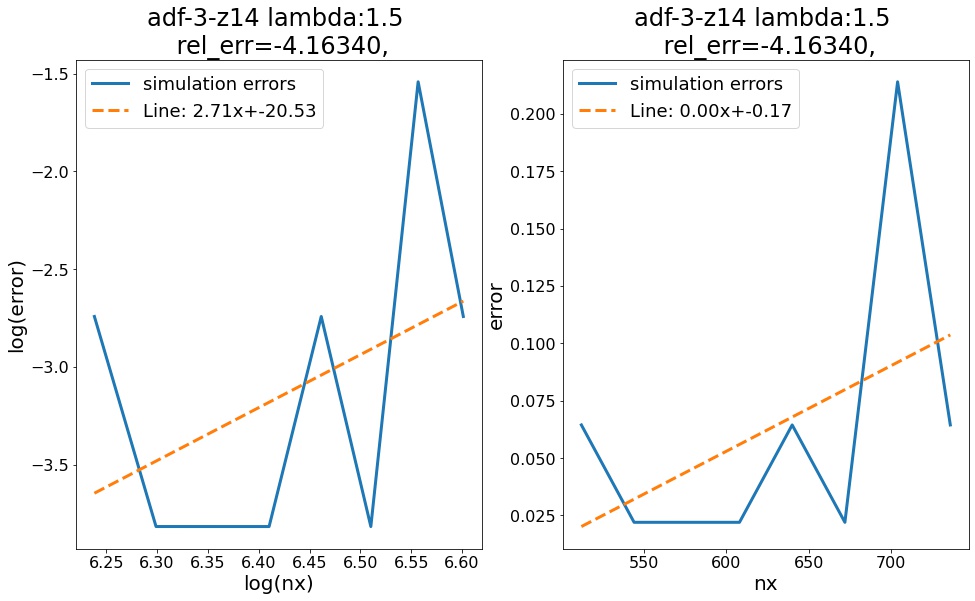 adf-3-z14 lambda:1.5
rel_err=-4.16340,
simulation errors
Line: 2.71x+-20.53
−1.5
−2.0
−2.5
−3.0
−3.5
log(error)
6.25 6.30 6.35 6.40 6.45 6.50 6.55 6.60
log(nx)
adf-3-z14 lambda:1.5
rel_err=-4.16340,
simulation errors
Line: 0.00x+-0.17
0.200
0.175
0.150
0.125
0.100
0.075
0.050
0.025
error
550 600 650 700
nx